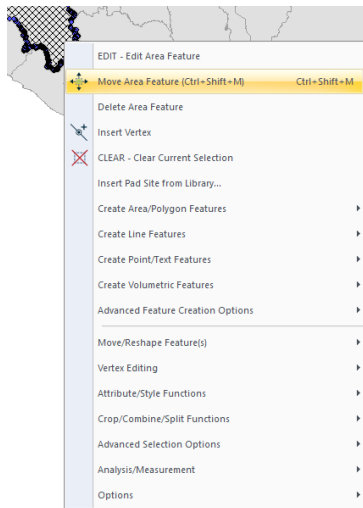 EDIT - Edit Area Feature
Move Area Feature (Ctrl+Shift+M) Ctrl+Shift+M
Delete Area Feature
Insert Vertex
CLEAR - Clear Current Selection
Insert Pad Site from Library...
Create Area/Polygon Features
Create Line Features
Create Point/Text Features
Create Volumetric Features
Advanced Feature Creation Options
Move/Reshape Feature(s)
Vertex Editing
Attribute/Style Functions
Crop/Combine/Split Functions
Advanced Selection Options
Analysis/Measurement
Options